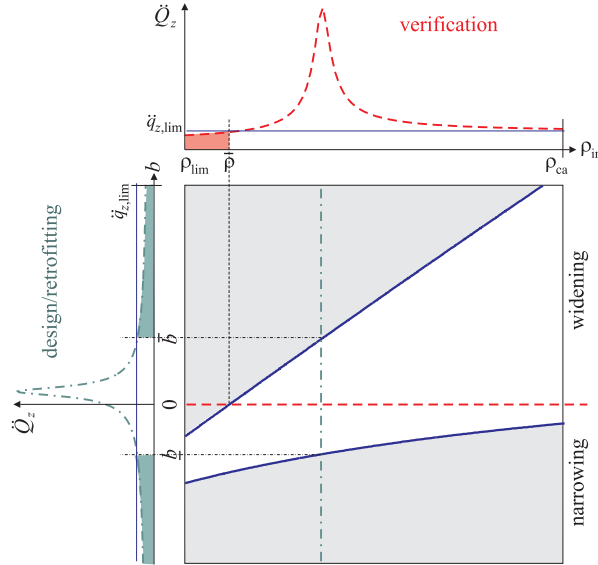 Q̈z
verification
q̈z,lim
ρlim
ρ̄
ρca
ρin
b
q̈z,lim
design/retrofitting
widening
b̄
0
Q̈z
b̲
narrowing